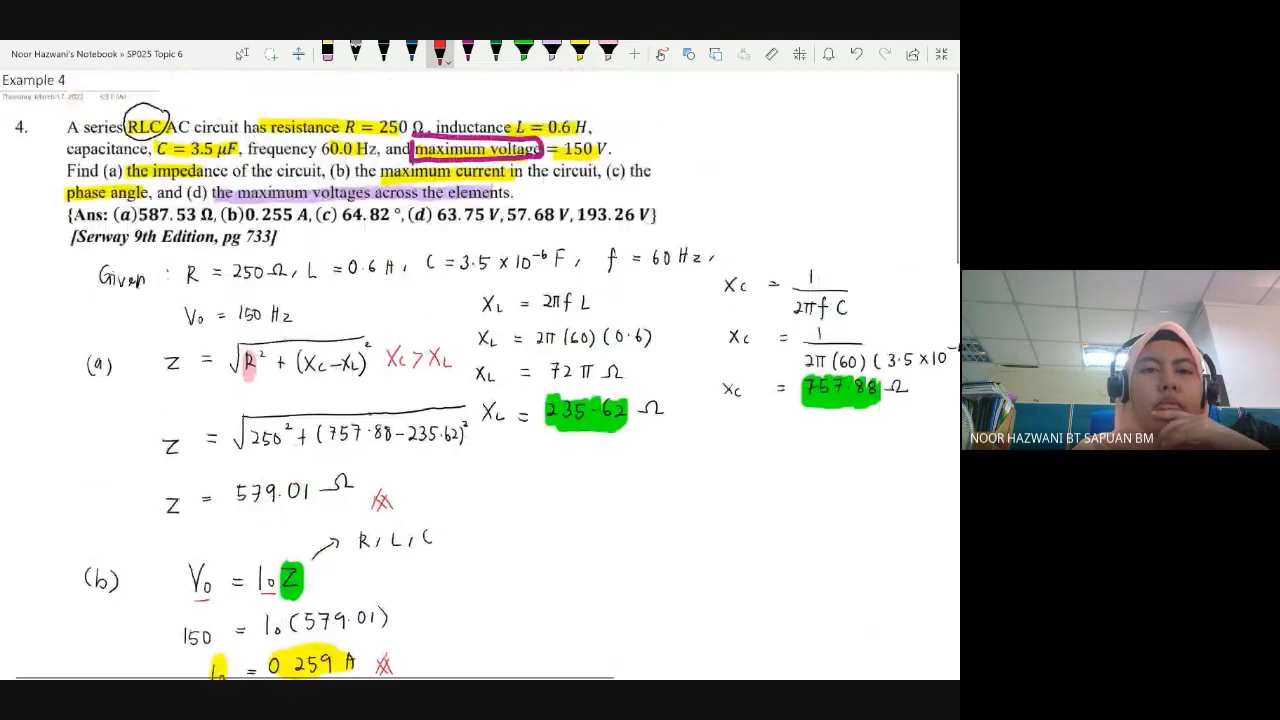 Noor Hazwani's Notebook » SP025 Topic 6
Example 4
4. A series RLC AC circuit has resistance R = 250 Ω, inductance L = 0.6 H,
capacitance, C = 3.5 μF, frequency 60.0 Hz, and maximum voltage = 150 V.
Find (a) the impedance of the circuit, (b) the maximum current in the circuit, (c) the
phase angle, and (d) the maximum voltages across the elements.
{Ans: (a)587.53 Ω, (b)0.255 A, (c) 64.82 °, (d) 63.75 V, 57.68 V, 193.26 V}
[Serway 9th Edition, pg 733]
Given : R = 250 Ω, L = 0.6 H, C = 3.5 × 10⁻⁶ F, f = 60 Hz,
V₀ = 150 Hz
(a) Z = √R² + (Xc – XL)² Xc > XL
Z = √250² + (757.88 – 235.62)²
Z = 579.01 Ω
XL = 2πf L
XL = 2π (60) (0.6)
XL = 72 π Ω
XL = 235.62 Ω
Xc = 1 / 2πf C
Xc = 1 / 2π (60) (3.5 × 10⁻
Xc = 757.88 Ω
(b) V₀ = I₀ Z → R, L, C
150 = I₀ (579.01)
I₀ = 0.259 A
NOOR HAZWANI BT SAPUAN BM